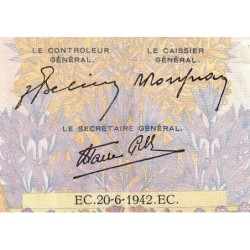 LE CONTROLEUR GÉNÉRAL.
LE CAISSIER GÉNÉRAL.
LE SECRÉTAIRE GÉNÉRAL.
EC.20-6-1942.EC.